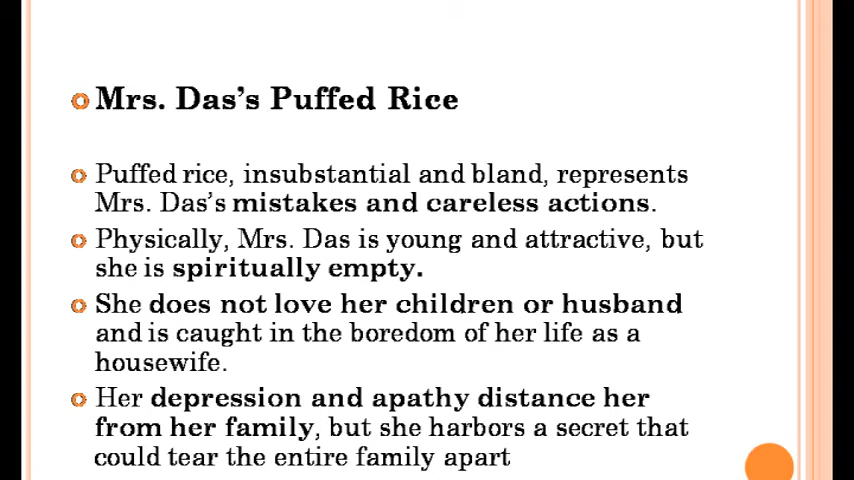 Mrs. Das's Puffed Rice
Puffed rice, insubstantial and bland, represents
Mrs. Das's mistakes and careless actions.
Physically, Mrs. Das is young and attractive, but
she is spiritually empty.
She does not love her children or husband
and is caught in the boredom of her life as a
housewife.
Her depression and apathy distance her
from her family, but she harbors a secret that
could tear the entire family apart